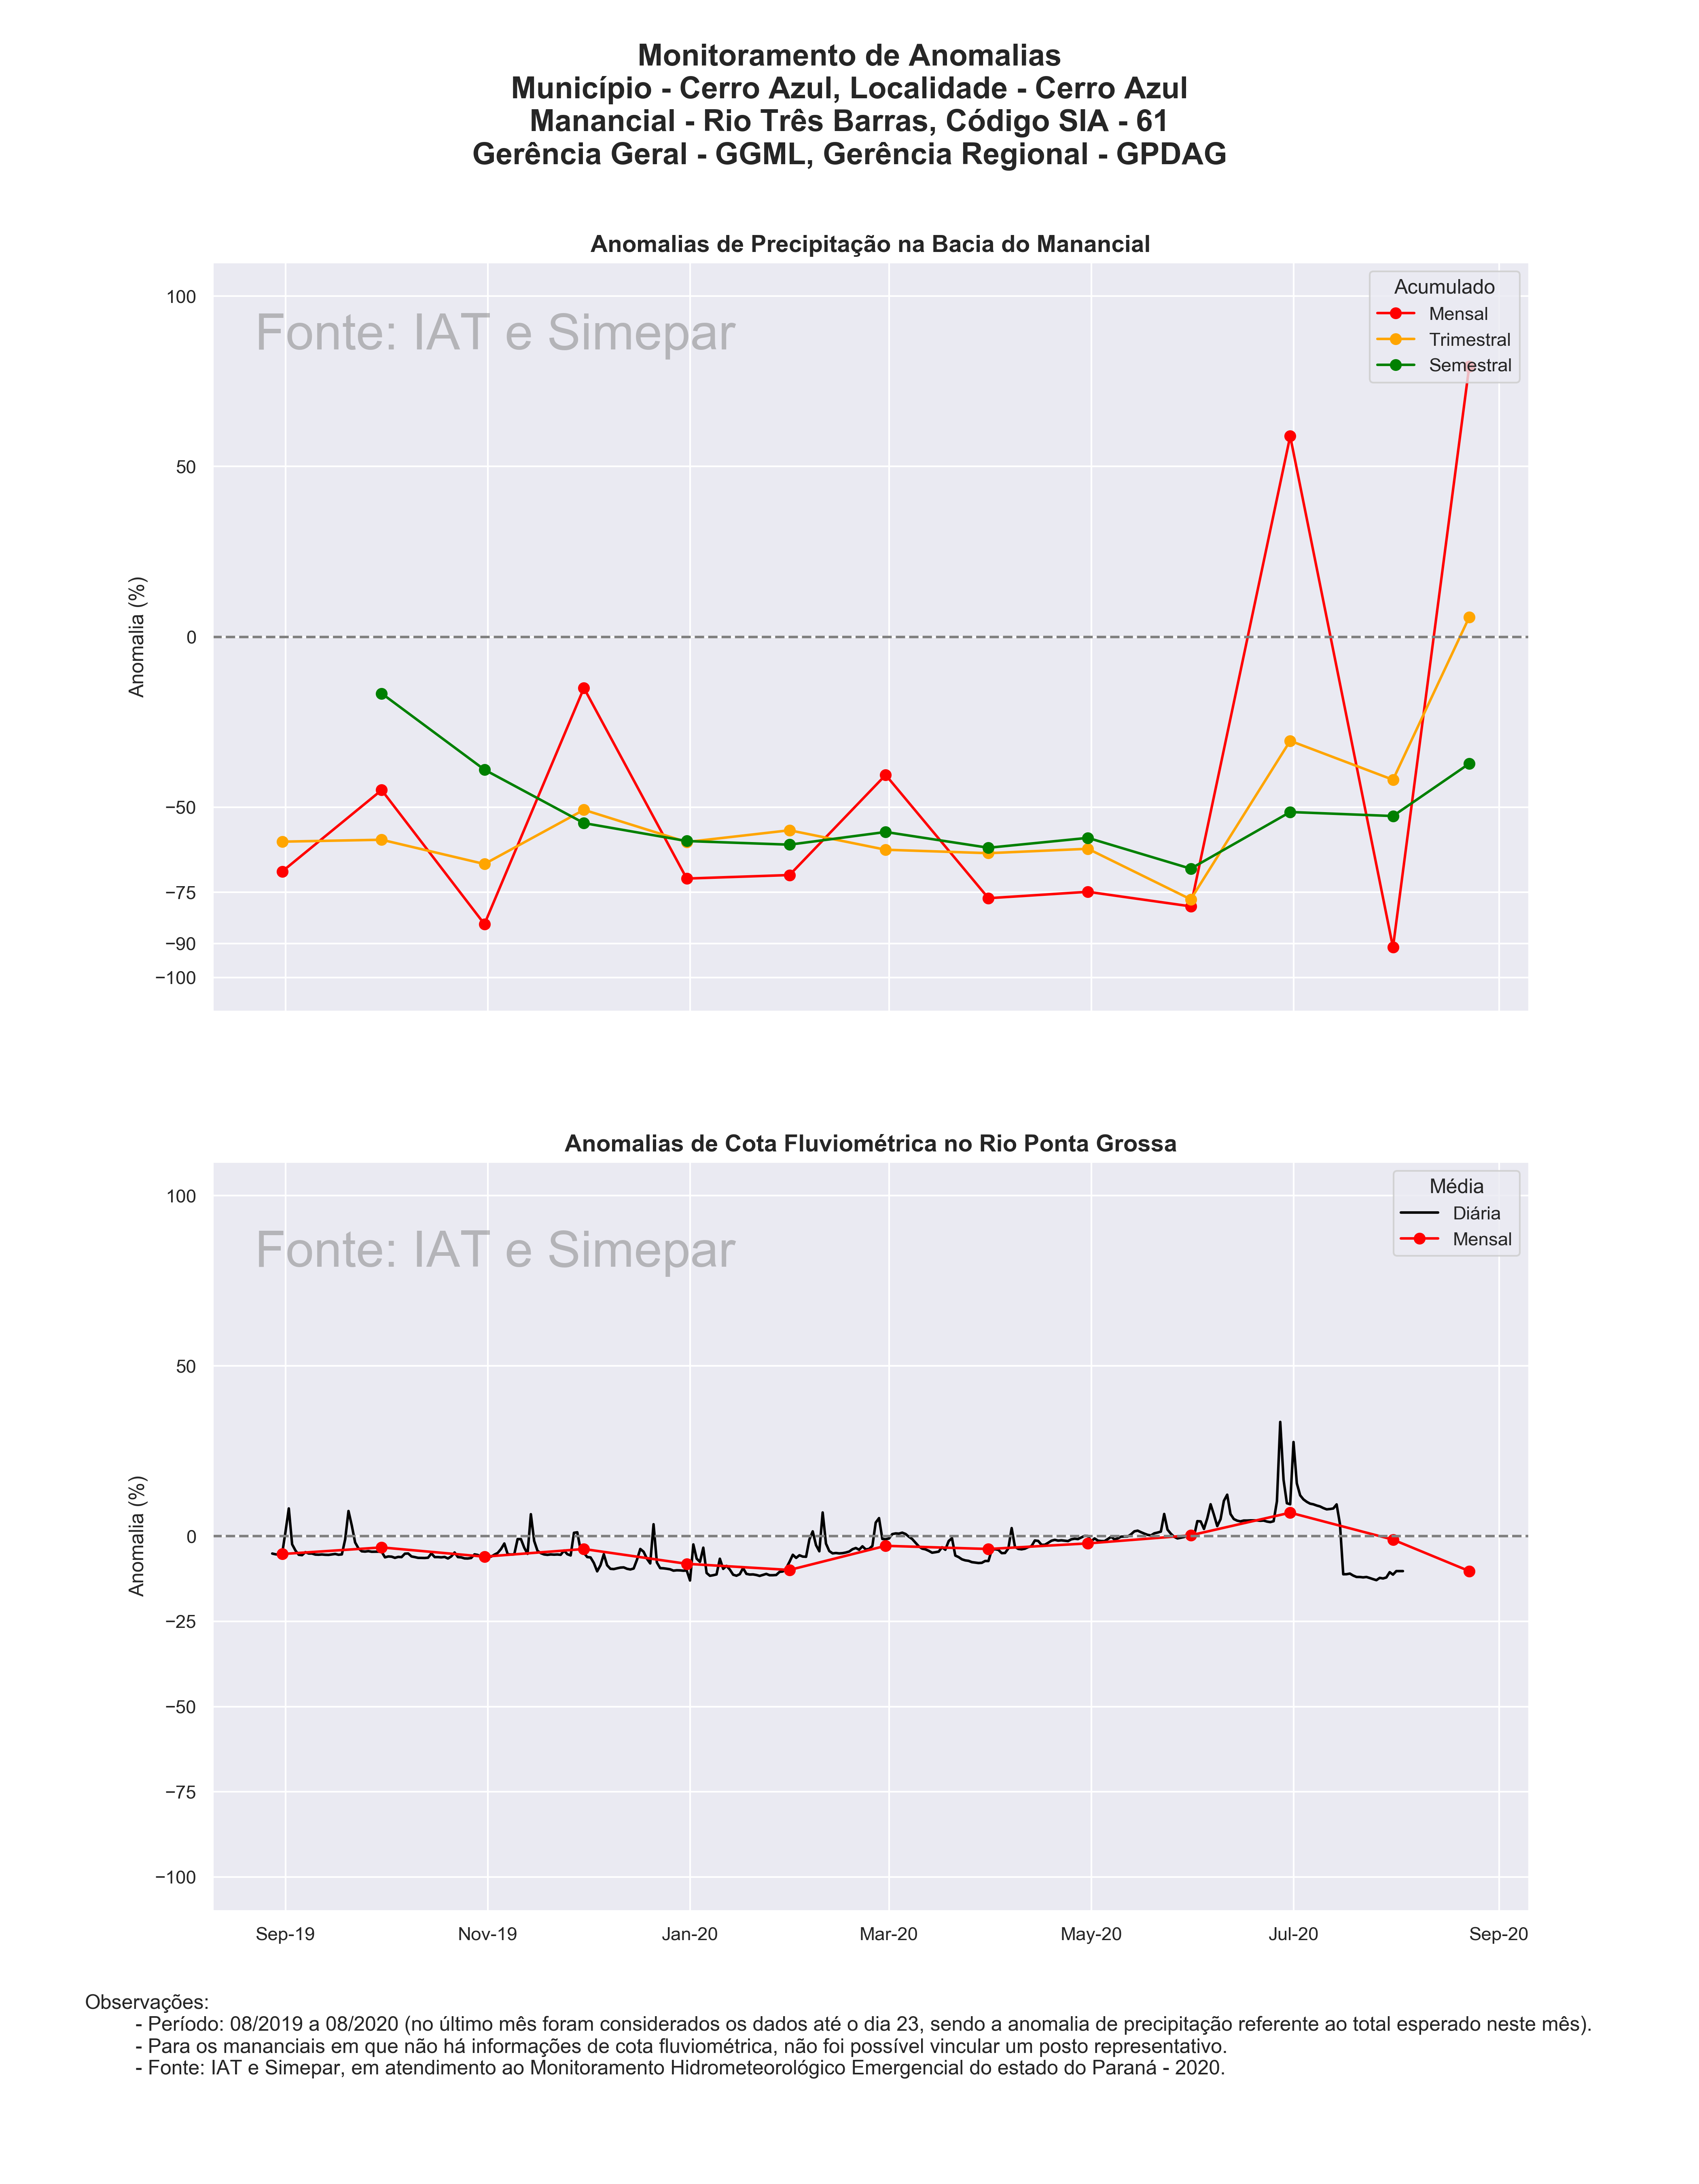 Monitoramento de Anomalias
Município - Cerro Azul, Localidade - Cerro Azul
Manancial - Rio Três Barras, Código SIA - 61
Gerência Geral - GGML, Gerência Regional - GPDAG
Anomalias de Precipitação na Bacia do Manancial
Fonte: IAT e Simepar
Acumulado
Mensal
Trimestral
Semestral
Anomalia (%)
100
50
0
−50
−75
−90
−100
Anomalias de Cota Fluviométrica no Rio Ponta Grossa
Fonte: IAT e Simepar
Média
Diária
Mensal
Anomalia (%)
100
50
0
−25
−50
−75
−100
Sep-19 Nov-19 Jan-20 Mar-20 May-20 Jul-20 Sep-20
Observações:
- Período: 08/2019 a 08/2020 (no último mês foram considerados os dados até o dia 23, sendo a anomalia de precipitação referente ao total esperado neste mês).
- Para os mananciais em que não há informações de cota fluviométrica, não foi possível vincular um posto representativo.
- Fonte: IAT e Simepar, em atendimento ao Monitoramento Hidrometeorológico Emergencial do estado do Paraná - 2020.